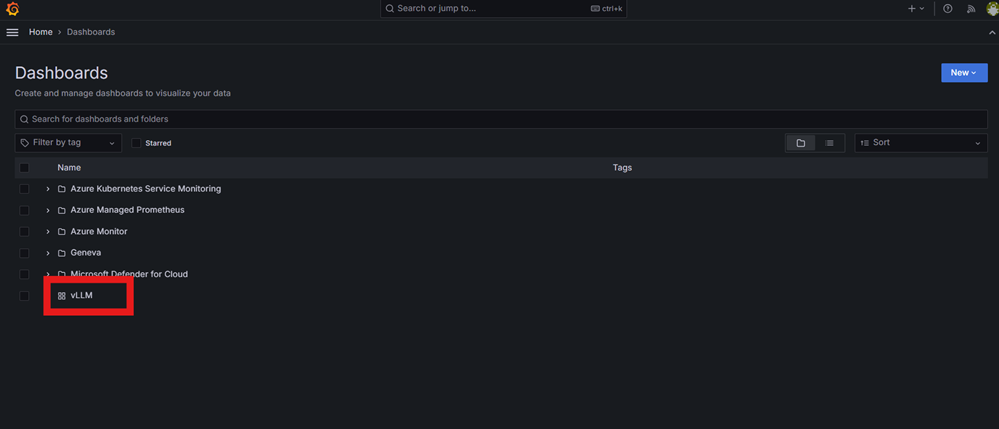 Search or jump to... ctrl+k
Home › Dashboards
Dashboards
New
Create and manage dashboards to visualize your data
Search for dashboards and folders
Filter by tag Starred Sort
Name Tags
Azure Kubernetes Service Monitoring
Azure Managed Prometheus
Azure Monitor
Geneva
Microsoft Defender for Cloud
vLLM